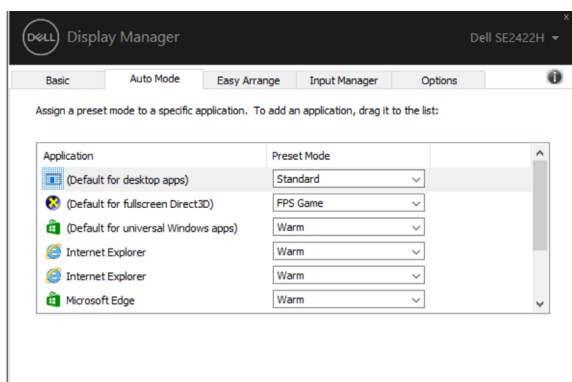 x
DELL Display Manager Dell SE2422H
Basic Auto Mode Easy Arrange Input Manager Options i
Assign a preset mode to a specific application. To add an application, drag it to the list:
Application Preset Mode
(Default for desktop apps) Standard
(Default for fullscreen Direct3D) FPS Game
(Default for universal Windows apps) Warm
Internet Explorer Warm
Internet Explorer Warm
Microsoft Edge Warm